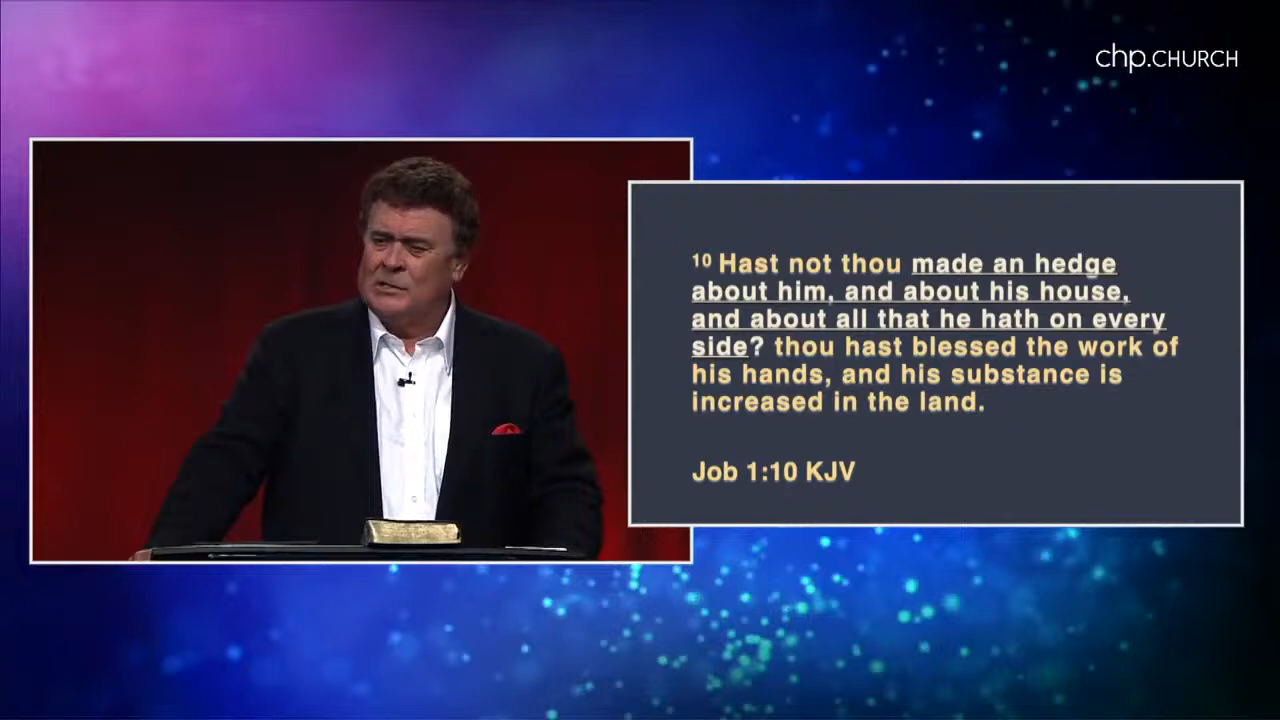 chp.CHURCH
10 Hast not thou made an hedge
about him, and about his house,
and about all that he hath on every
side? thou hast blessed the work of
his hands, and his substance is
increased in the land.
Job 1:10 KJV